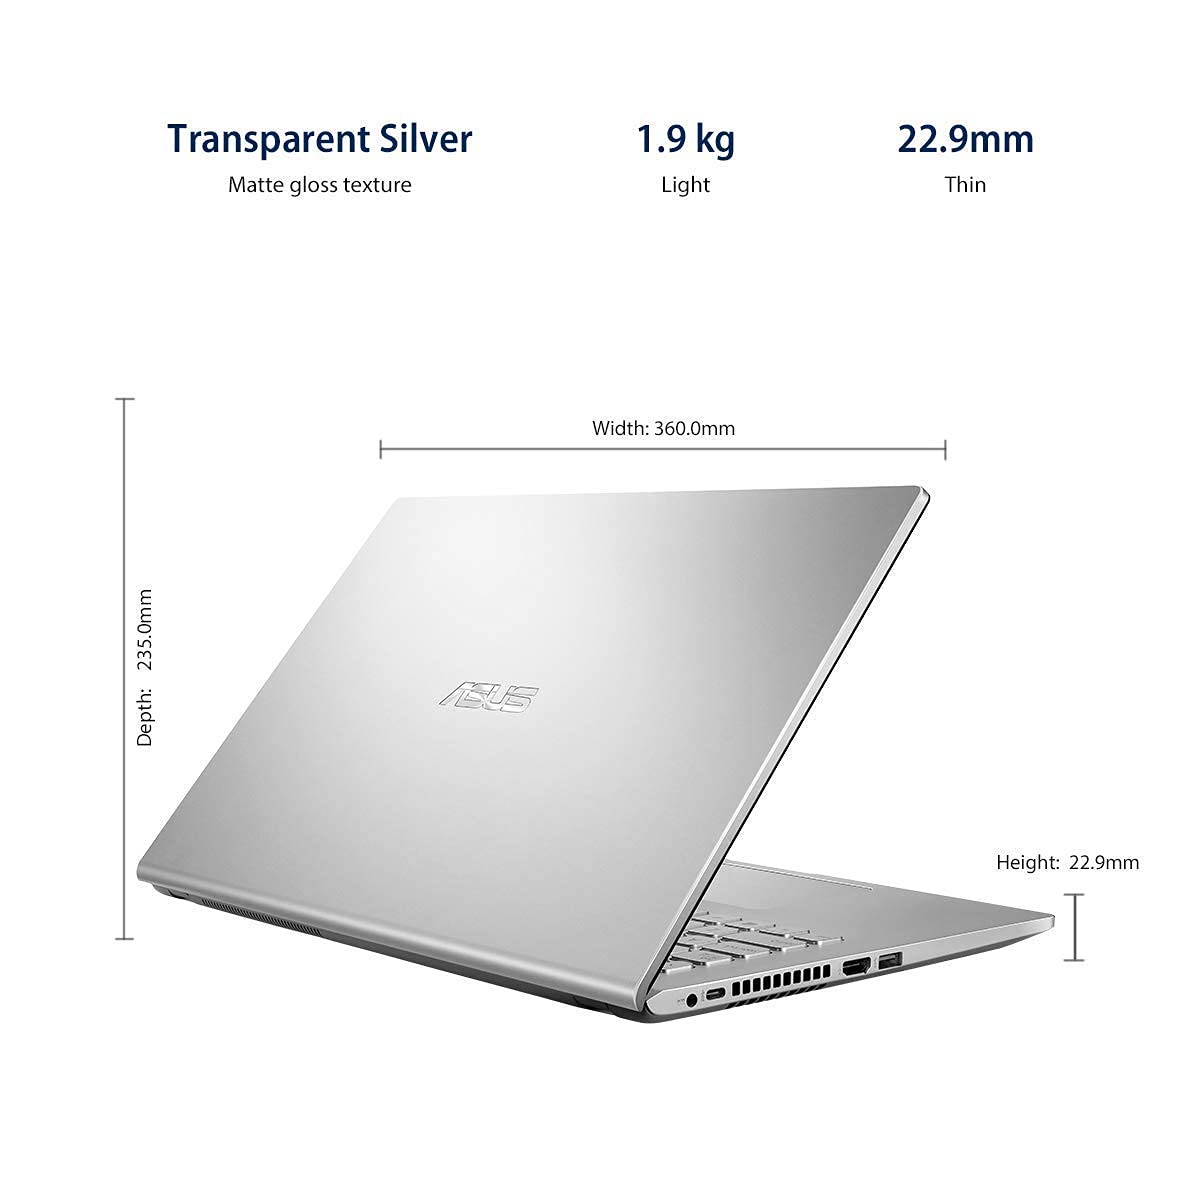 Transparent Silver
Matte gloss texture
1.9 kg
Light
22.9mm
Thin
Width: 360.0mm
Depth: 235.0mm
ASUS
Height: 22.9mm